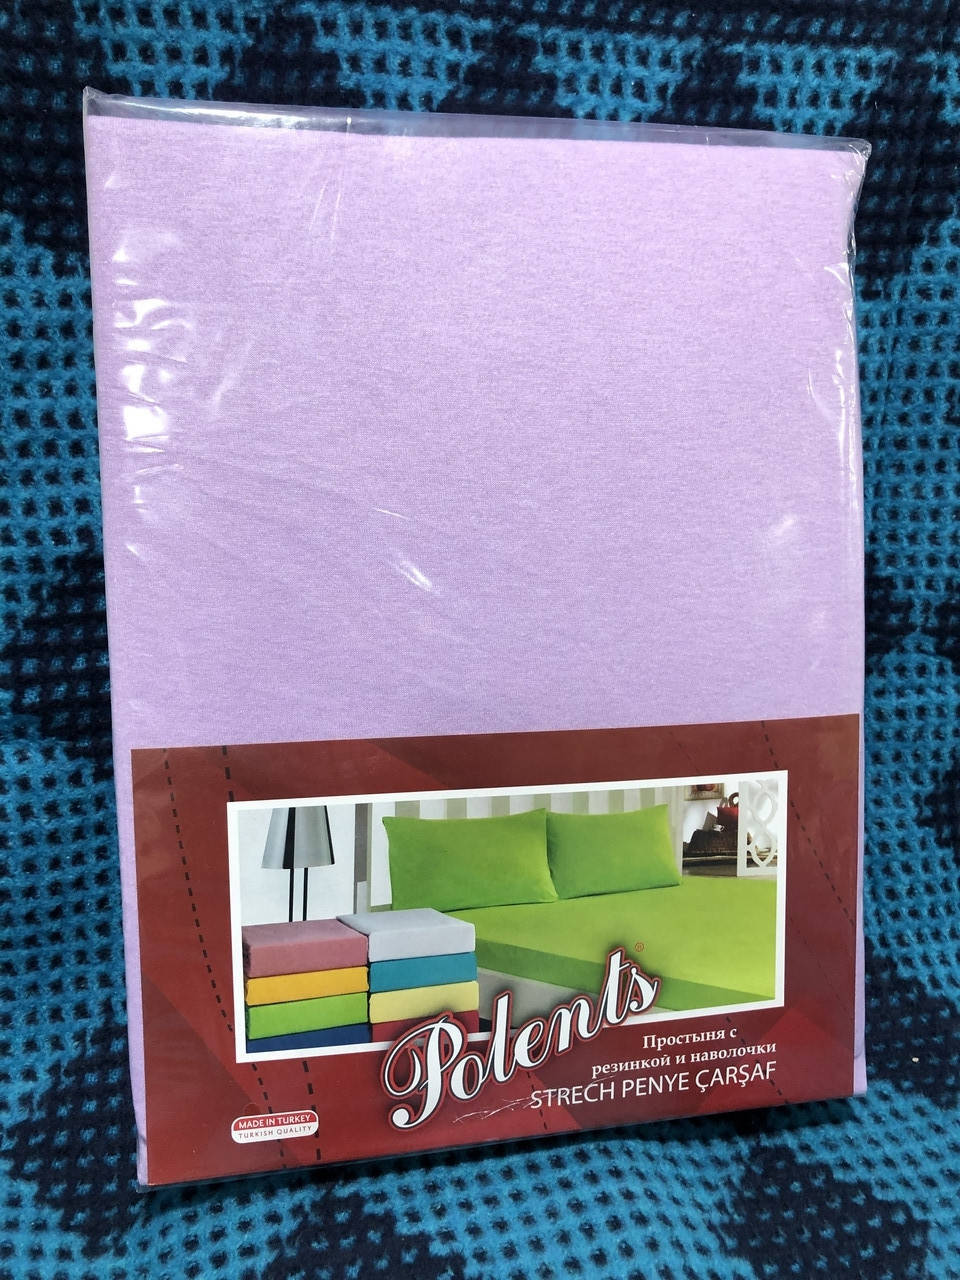 Polents®
Простыня с
резинкой и наволочки
STRECH PENYE ÇARŞAF
MADE IN TURKEY
TURKISH QUALITY